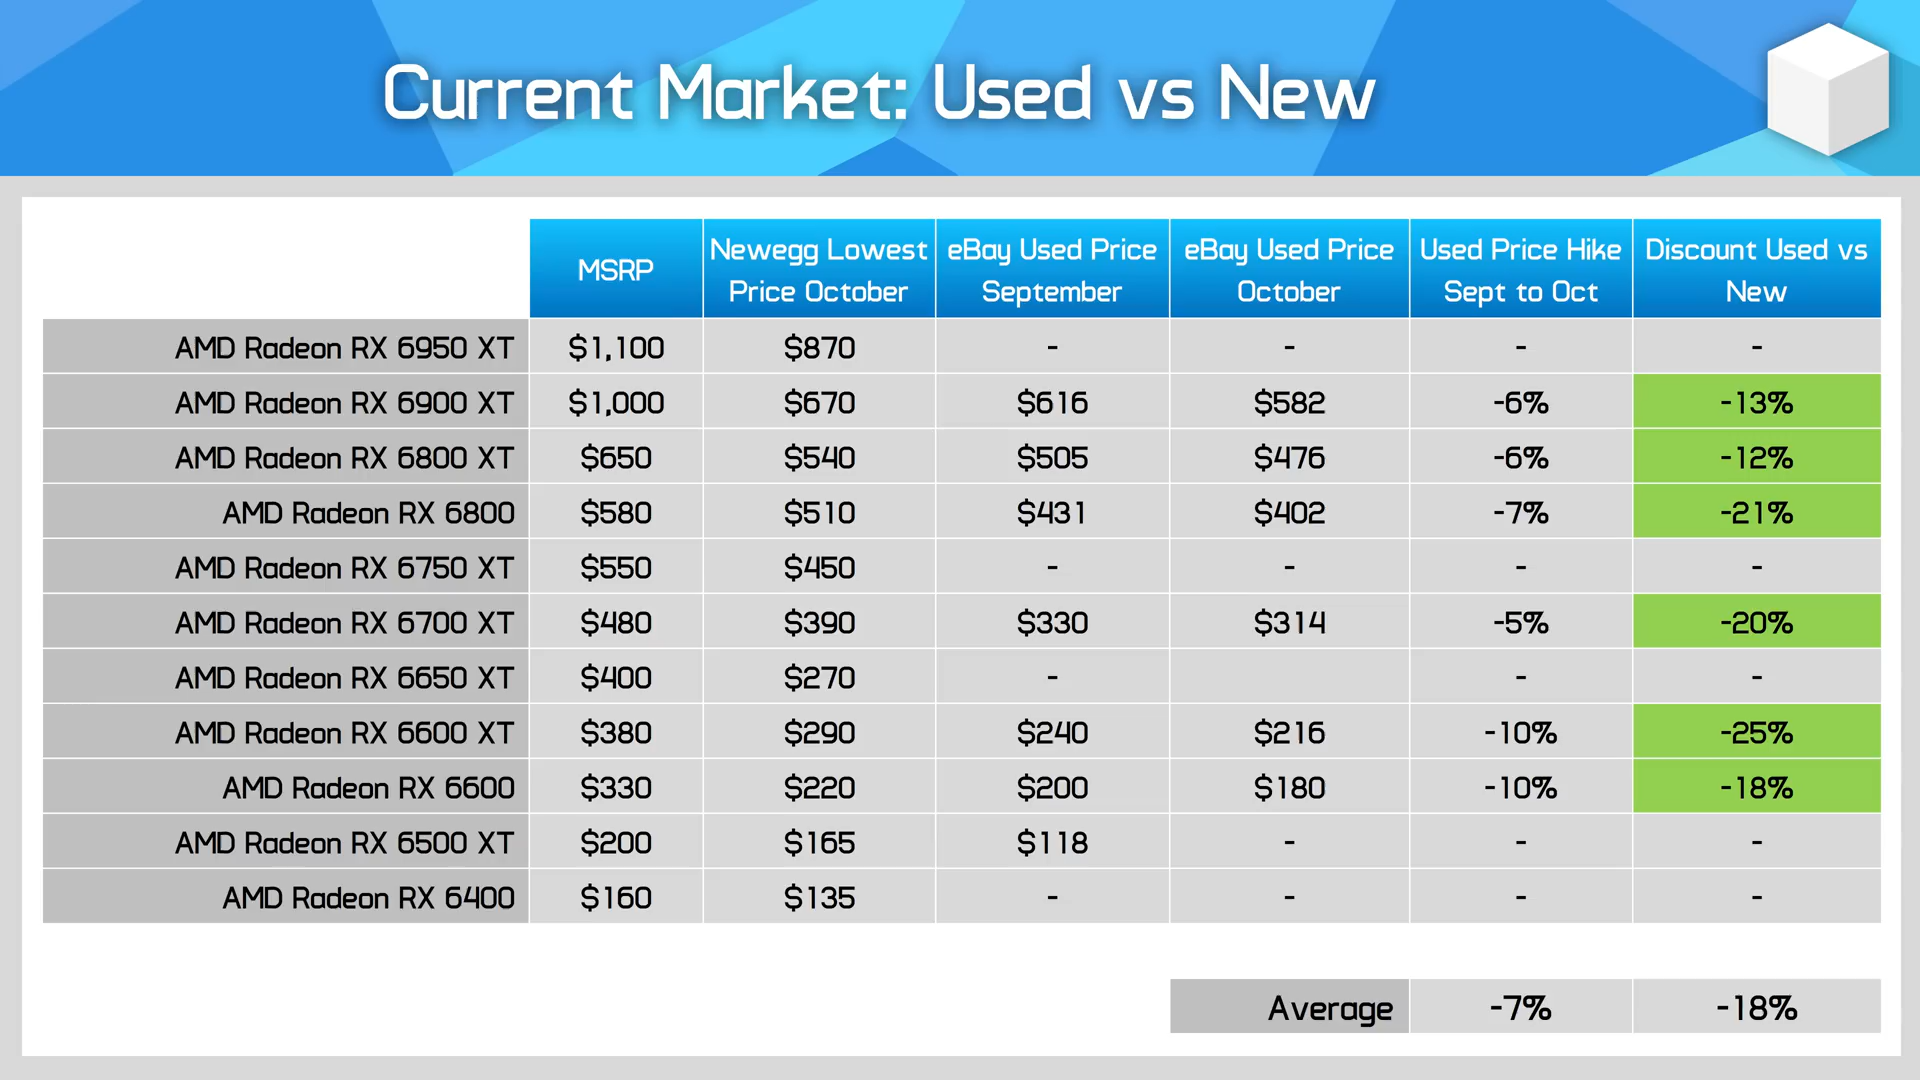 Current Market: Used vs New
MSRP
Newegg Lowest Price October
eBay Used Price September
eBay Used Price October
Used Price Hike Sept to Oct
Discount Used vs New
AMD Radeon RX 6950 XT $1,100 $870 - - - -
AMD Radeon RX 6900 XT $1,000 $670 $616 $582 -6% -13%
AMD Radeon RX 6800 XT $650 $540 $505 $476 -6% -12%
AMD Radeon RX 6800 $580 $510 $431 $402 -7% -21%
AMD Radeon RX 6750 XT $550 $450 - - - -
AMD Radeon RX 6700 XT $480 $390 $330 $314 -5% -20%
AMD Radeon RX 6650 XT $400 $270 - - -
AMD Radeon RX 6600 XT $380 $290 $240 $216 -10% -25%
AMD Radeon RX 6600 $330 $220 $200 $180 -10% -18%
AMD Radeon RX 6500 XT $200 $165 $118 - - -
AMD Radeon RX 6400 $160 $135 - - - -
Average -7% -18%